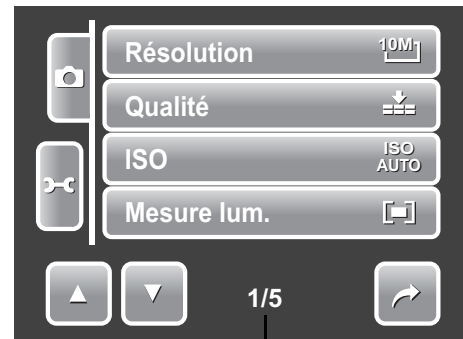 Résolution 10M
Qualité
ISO ISO AUTO
Mesure lum.
1/5